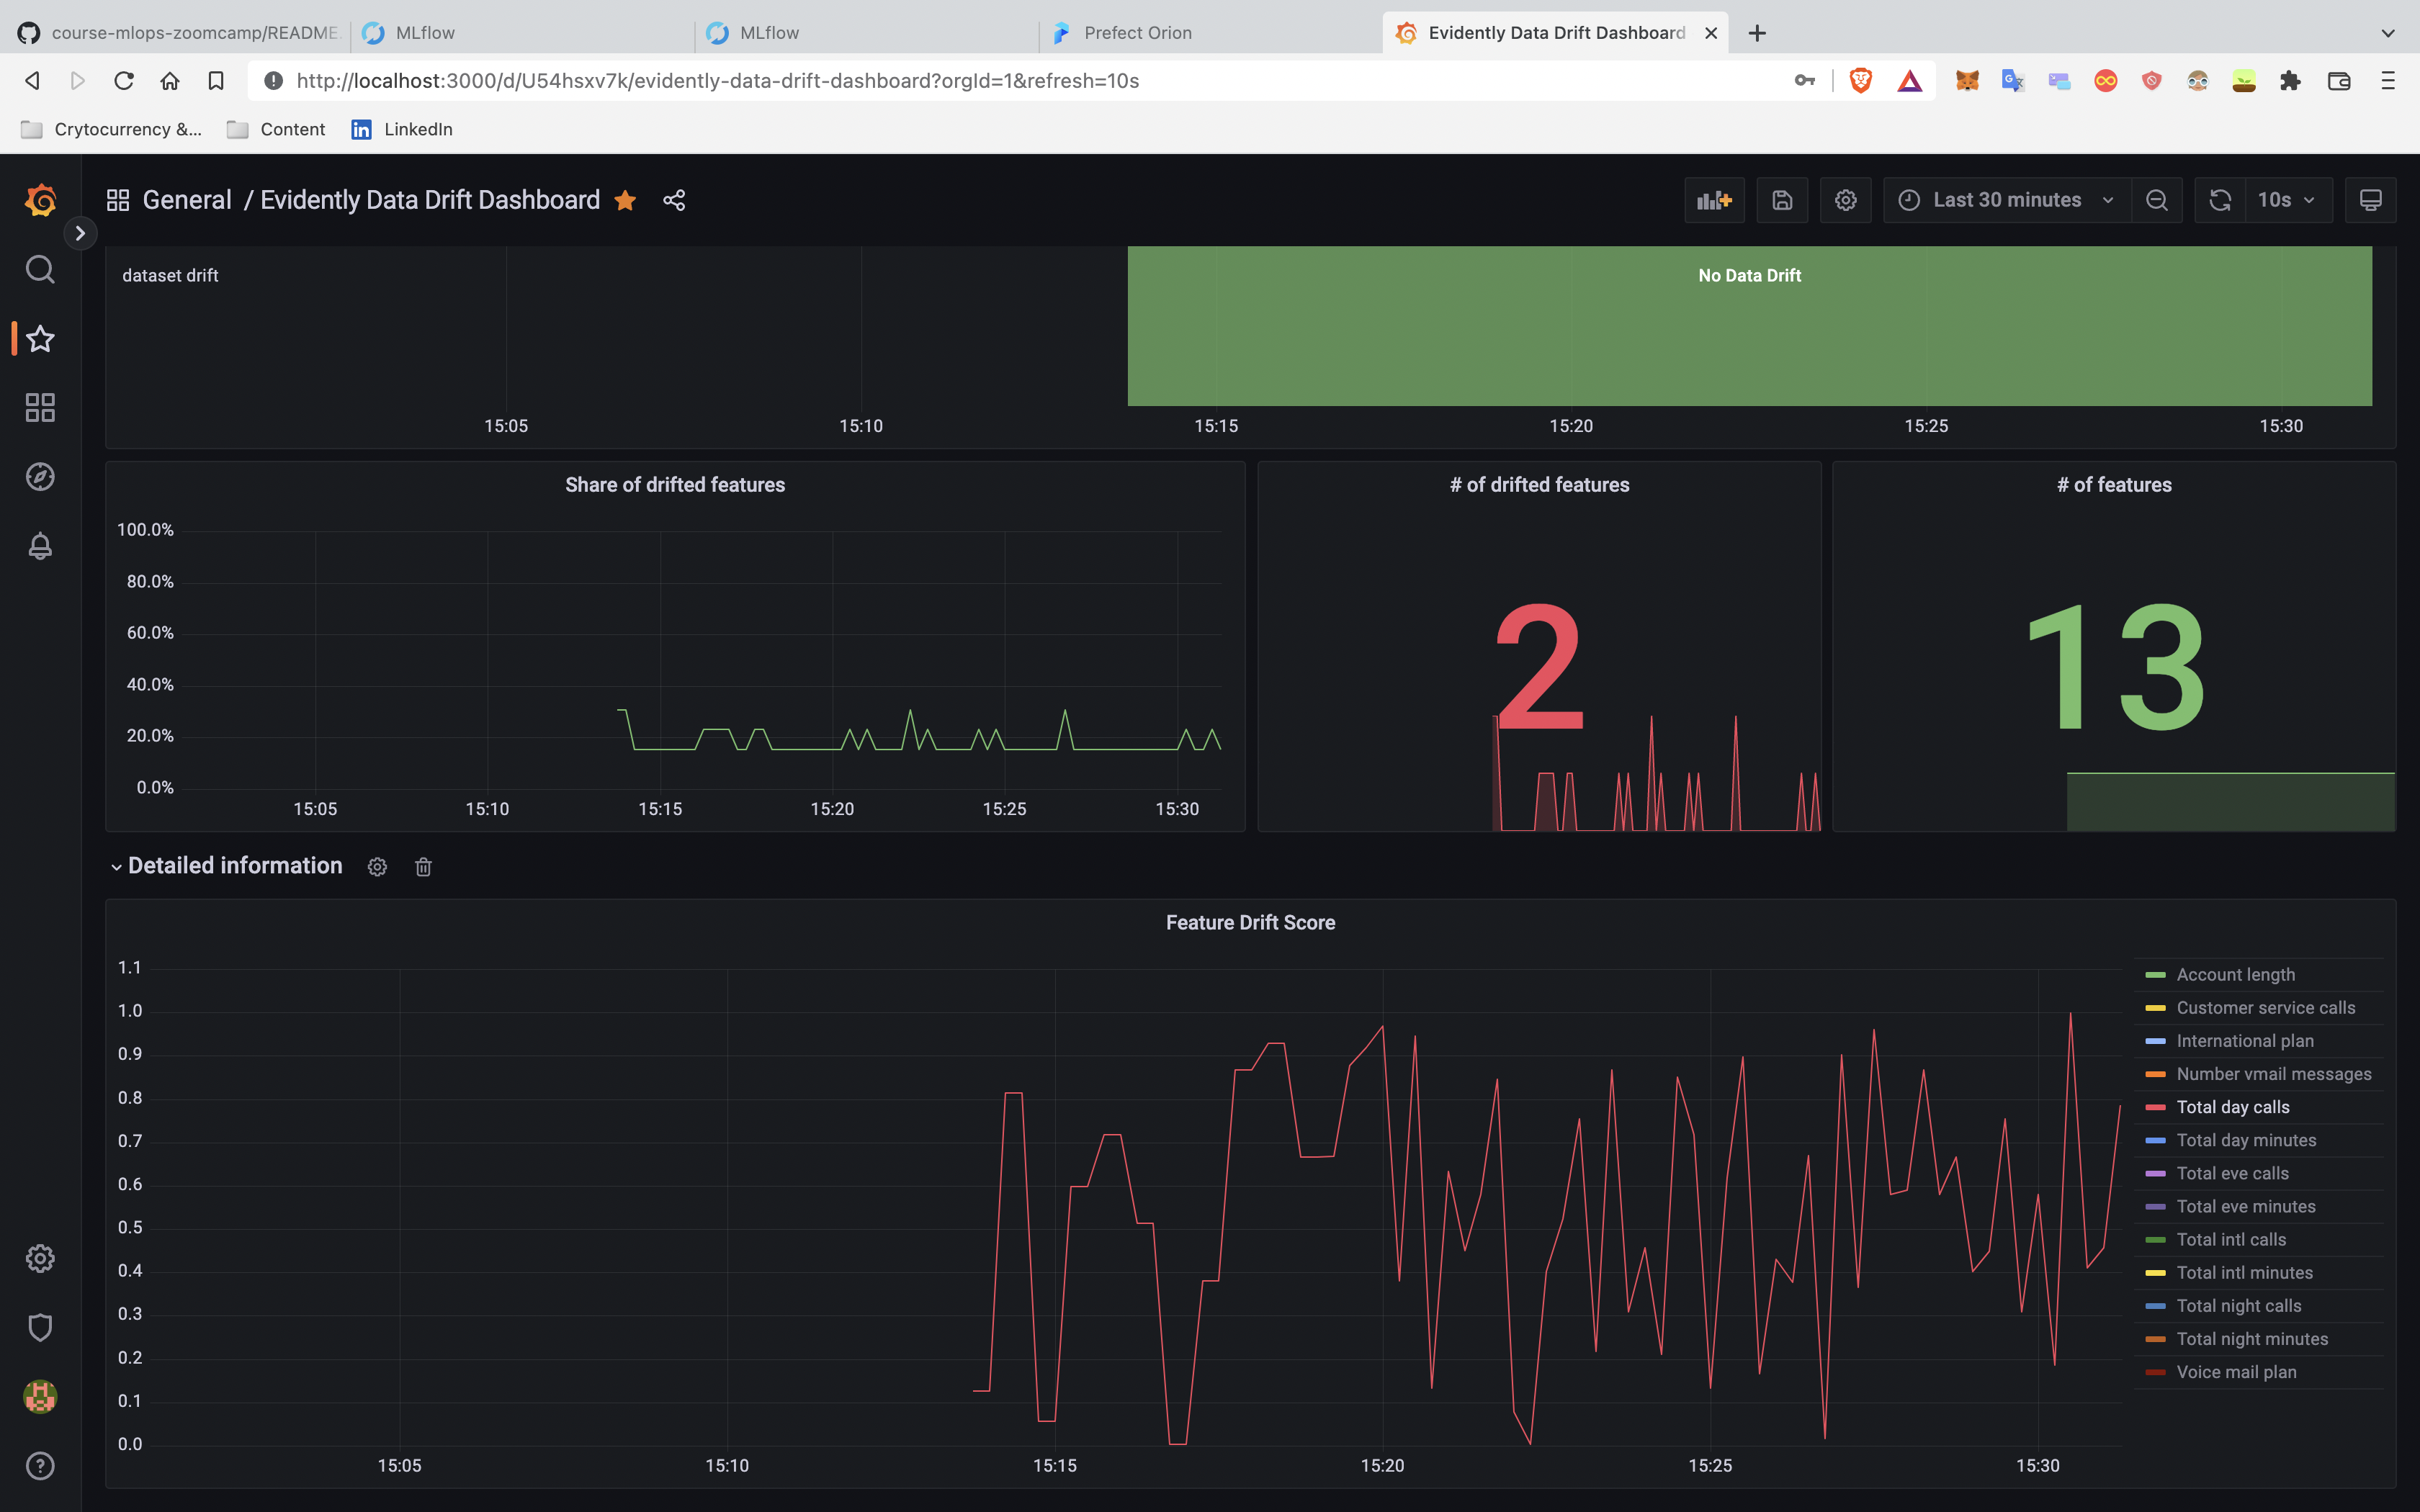 course-mlops-zoomcamp/README. MLflow MLflow Prefect Orion Evidently Data Drift Dashboard
http://localhost:3000/d/U54hsxv7k/evidently-data-drift-dashboard?orgId=1&refresh=10s
Crytocurrency &... Content LinkedIn
General / Evidently Data Drift Dashboard Last 30 minutes 10s
dataset drift No Data Drift
15:05 15:10 15:15 15:20 15:25 15:30
Share of drifted features
100.0%
80.0%
60.0%
40.0%
20.0%
0.0%
15:05 15:10 15:15 15:20 15:25 15:30
# of drifted features
2
# of features
13
Detailed information
Feature Drift Score
1.1
1.0
0.9
0.8
0.7
0.6
0.5
0.4
0.3
0.2
0.1
0.0
15:05 15:10 15:15 15:20 15:25 15:30
Account length
Customer service calls
International plan
Number vmail messages
Total day calls
Total day minutes
Total eve calls
Total eve minutes
Total intl calls
Total intl minutes
Total night calls
Total night minutes
Voice mail plan